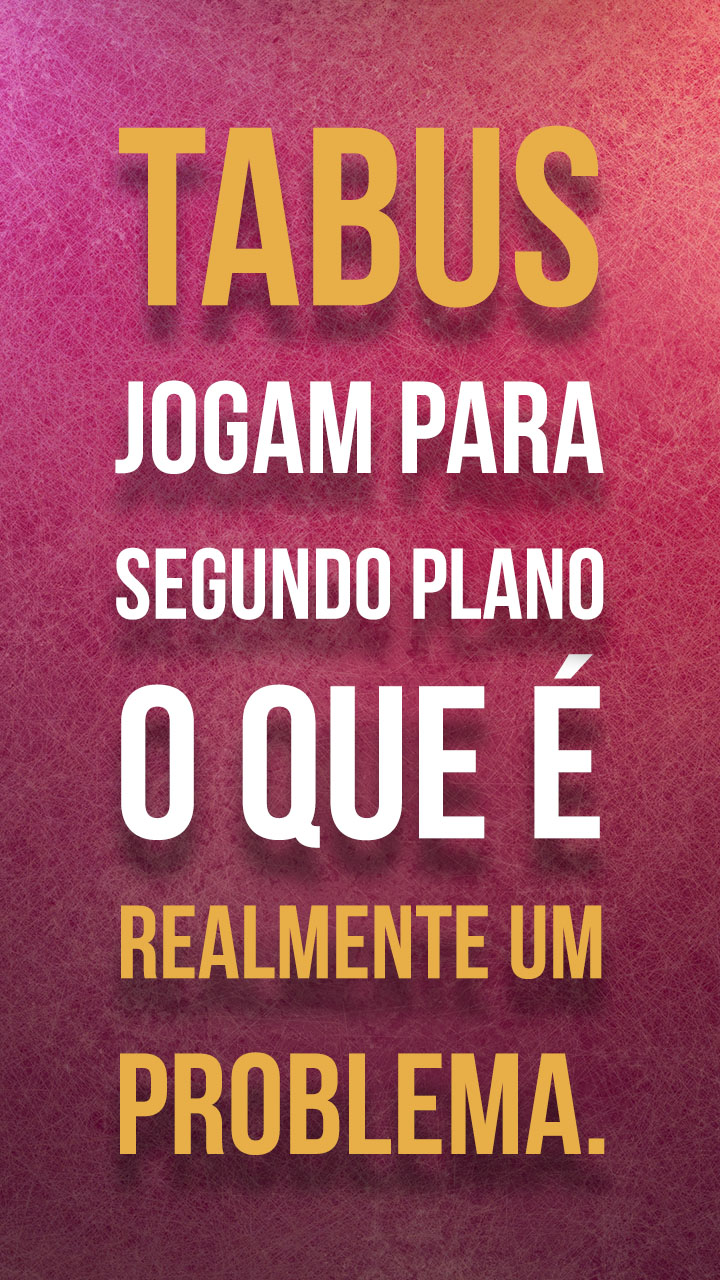 TABUS
JOGAM PARA
SEGUNDO PLANO
O QUE É
REALMENTE UM
PROBLEMA.